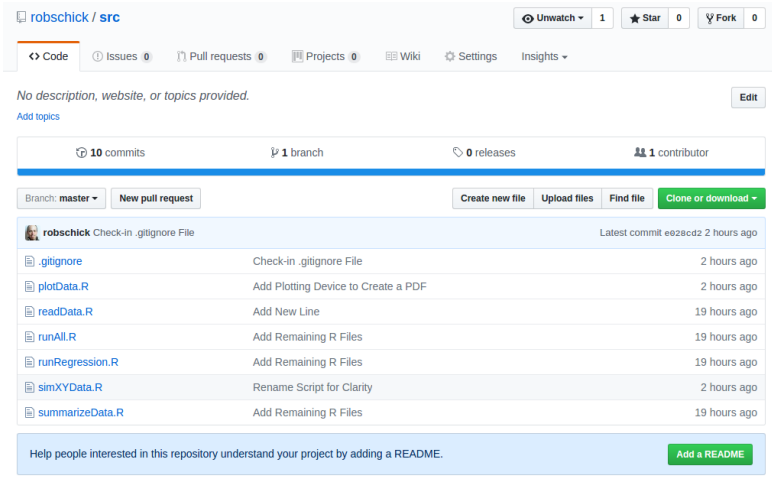 robschick / src
Unwatch 1 Star 0 Fork 0
Code Issues 0 Pull requests 0 Projects 0 Wiki Settings Insights
No description, website, or topics provided. Edit
Add topics
10 commits 1 branch 0 releases 1 contributor
Branch: master New pull request Create new file Upload files Find file Clone or download
robschick Check-in .gitignore File Latest commit e028cd2 2 hours ago
.gitignore Check-in .gitignore File 2 hours ago
plotData.R Add Plotting Device to Create a PDF 2 hours ago
readData.R Add New Line 19 hours ago
runAll.R Add Remaining R Files 19 hours ago
runRegression.R Add Remaining R Files 19 hours ago
simXYData.R Rename Script for Clarity 2 hours ago
summarizeData.R Add Remaining R Files 19 hours ago
Help people interested in this repository understand your project by adding a README. Add a README